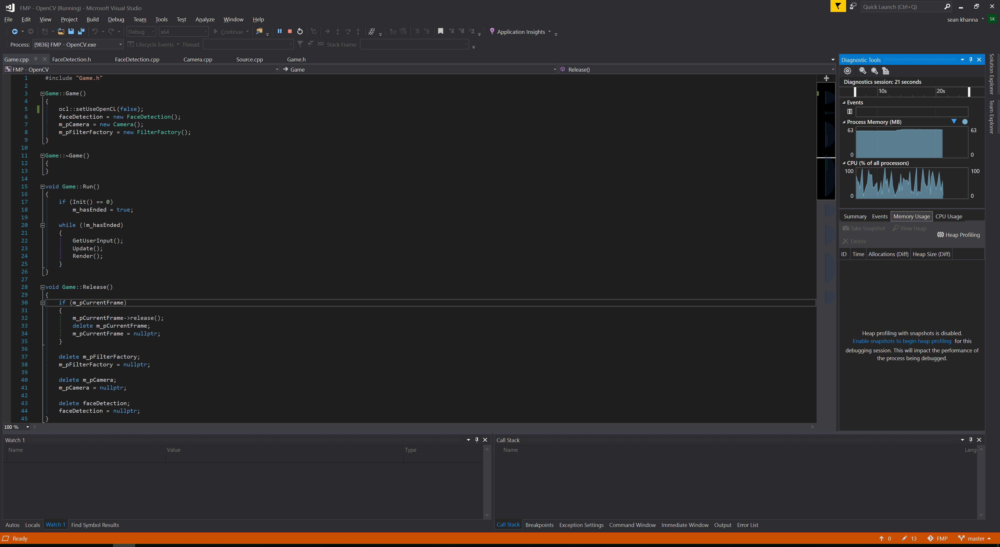 FMP - OpenCV (Running) - Microsoft Visual Studio
Quick Launch (Ctrl+Q)
File Edit View Project Build Debug Team Tools Test Analyze Window Help
sean khanna SK
Debug x64 Continue Application Insights
Process: [9836] FMP - OpenCV.exe Lifecycle Events Thread: Stack Frame:
Game.cpp FaceDetection.h FaceDetection.cpp Camera.cpp Source.cpp Game.h
FMP - OpenCV Game Release()
1 #include "Game.h"
2
3 Game::Game()
4 {
5 ocl::setUseOpenCL(false);
6 faceDetection = new FaceDetection();
7 m_pCamera = new Camera();
8 m_pFilterFactory = new FilterFactory();
9 }
10
11 Game::~Game()
12 {
13 }
14
15 void Game::Run()
16 {
17 if (Init() == 0)
18 m_hasEnded = true;
19
20 while (!m_hasEnded)
21 {
22 GetUserInput();
23 Update();
24 Render();
25 }
26 }
27
28 void Game::Release()
29 {
30 if (m_pCurrentFrame)
31 {
32 m_pCurrentFrame->release();
33 delete m_pCurrentFrame;
34 m_pCurrentFrame = nullptr;
35 }
36
37 delete m_pFilterFactory;
38 m_pFilterFactory = nullptr;
39
40 delete m_pCamera;
41 m_pCamera = nullptr;
42
43 delete faceDetection;
44 faceDetection = nullptr;
45 }
100 %
Diagnostic Tools
Diagnostics session: 21 seconds
10s 20s
Events
Process Memory (MB)
63 63
0 0
CPU (% of all processors)
100 100
0 0
Summary Events Memory Usage CPU Usage
Take Snapshot View Heap
Heap Profiling
Delete
ID Time Allocations (Diff) Heap Size (Diff)
Heap profiling with snapshots is disabled.
Enable snapshots to begin heap profiling for this
debugging session. This will impact the performance of
the process being debugged.
Solution Explorer
Team Explorer
Watch 1
Name Value Type
Call Stack
Name Lang
Autos Locals Watch 1 Find Symbol Results
Call Stack Breakpoints Exception Settings Command Window Immediate Window Output Error List
Ready
0 13 FMP master